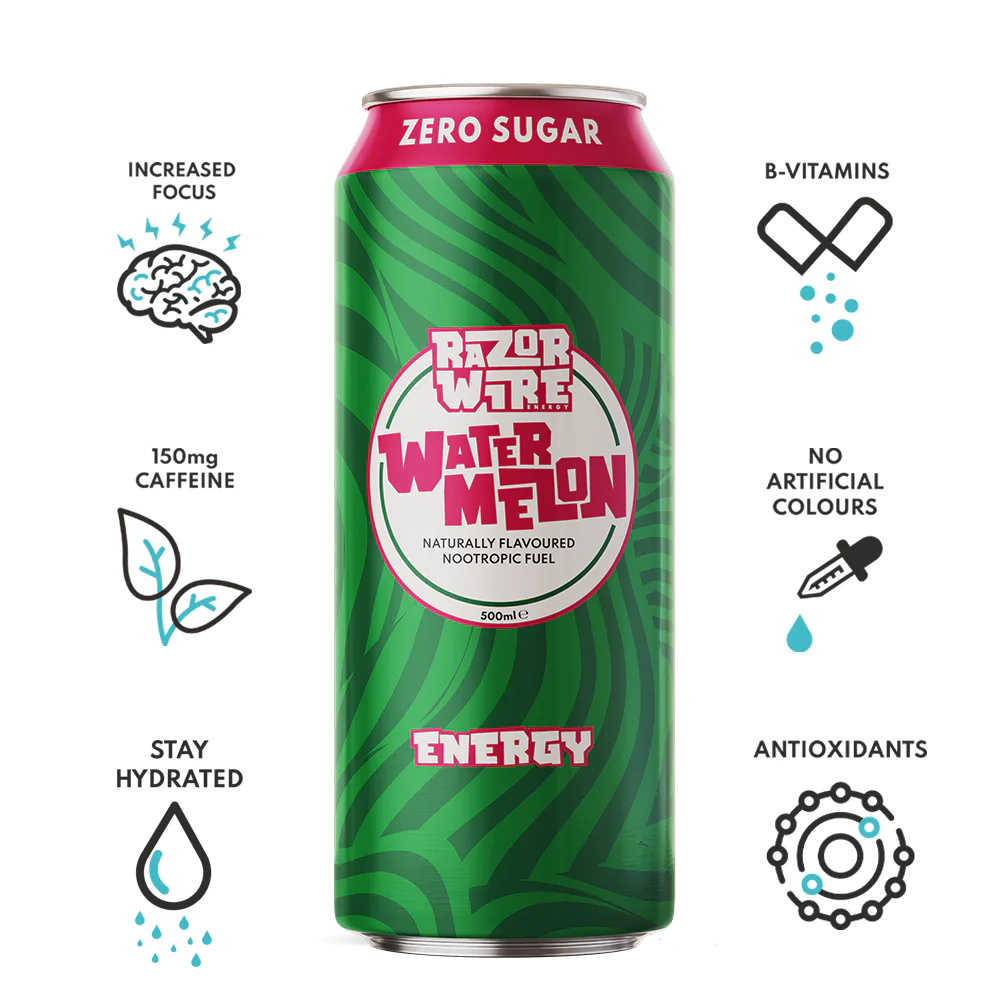 ZERO SUGAR
INCREASED
FOCUS
B-VITAMINS
RAZOR
WIRE
ENERGY
WATER
MELON
NATURALLY FLAVOURED
NOOTROPIC FUEL
500ml ℮
150mg
CAFFEINE
NO
ARTIFICIAL
COLOURS
ENERGY
STAY
HYDRATED
ANTIOXIDANTS